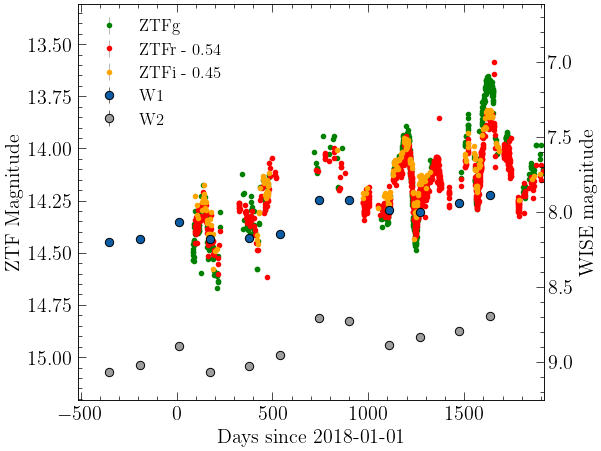 ZTFg
ZTFr - 0.54
ZTFi - 0.45
W1
W2
ZTF Magnitude
13.50
13.75
14.00
14.25
14.50
14.75
15.00
WISE magnitude
7.0
7.5
8.0
8.5
9.0
−500
0
500
1000
1500
Days since 2018-01-01